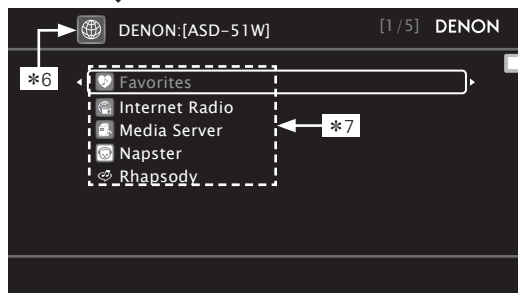 DENON:[ASD-51W] [1/5] DENON
*6
Favorites
Internet Radio
Media Server
*7
Napster
Rhapsody